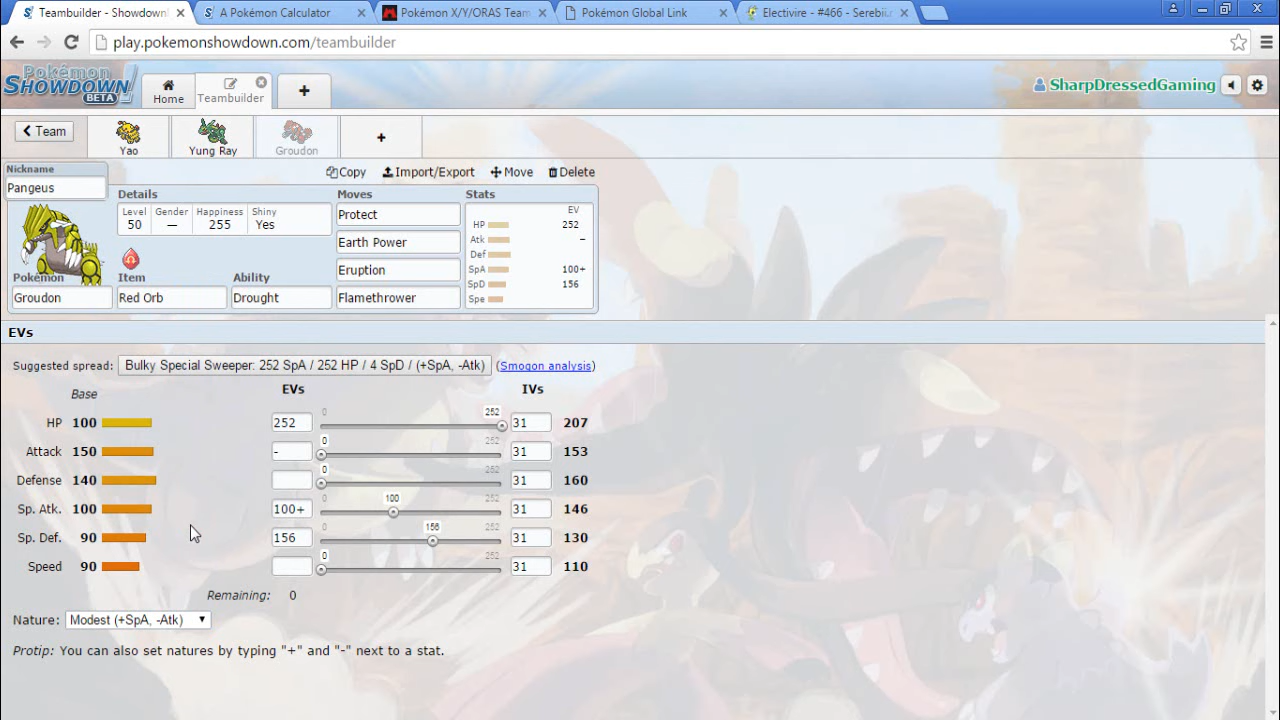 Teambuilder - Showdown!
A Pokémon Calculator
Pokémon X/Y/ORAS Team
Pokémon Global Link
Electivire - #466 - Serebii.
play.pokemonshowdown.com/teambuilder
Pokémon
SHOWDOWN
BETA
Home
Teambuilder
+
SharpDressedGaming
Team
Yao
Yung Ray
Groudon
+
Nickname
Pangeus
Copy
Import/Export
Move
Delete
Details
Moves
Stats
Level
50
Gender
—
Happiness
255
Shiny
Yes
Protect
Earth Power
Eruption
Flamethrower
EV
HP 252
Atk –
Def
SpA 100+
SpD 156
Spe
Pokémon
Groudon
Item
Red Orb
Ability
Drought
EVs
Suggested spread: Bulky Special Sweeper: 252 SpA / 252 HP / 4 SpD / (+SpA, -Atk) (Smogon analysis)
Base EVs IVs
HP 100 252 0 252 31 207
Attack 150 - 0 252 31 153
Defense 140 0 252 31 160
Sp. Atk. 100 100+ 0 100 252 31 146
Sp. Def. 90 156 0 156 252 31 130
Speed 90 0 252 31 110
Remaining: 0
Nature: Modest (+SpA, -Atk)
Protip: You can also set natures by typing "+" and "-" next to a stat.